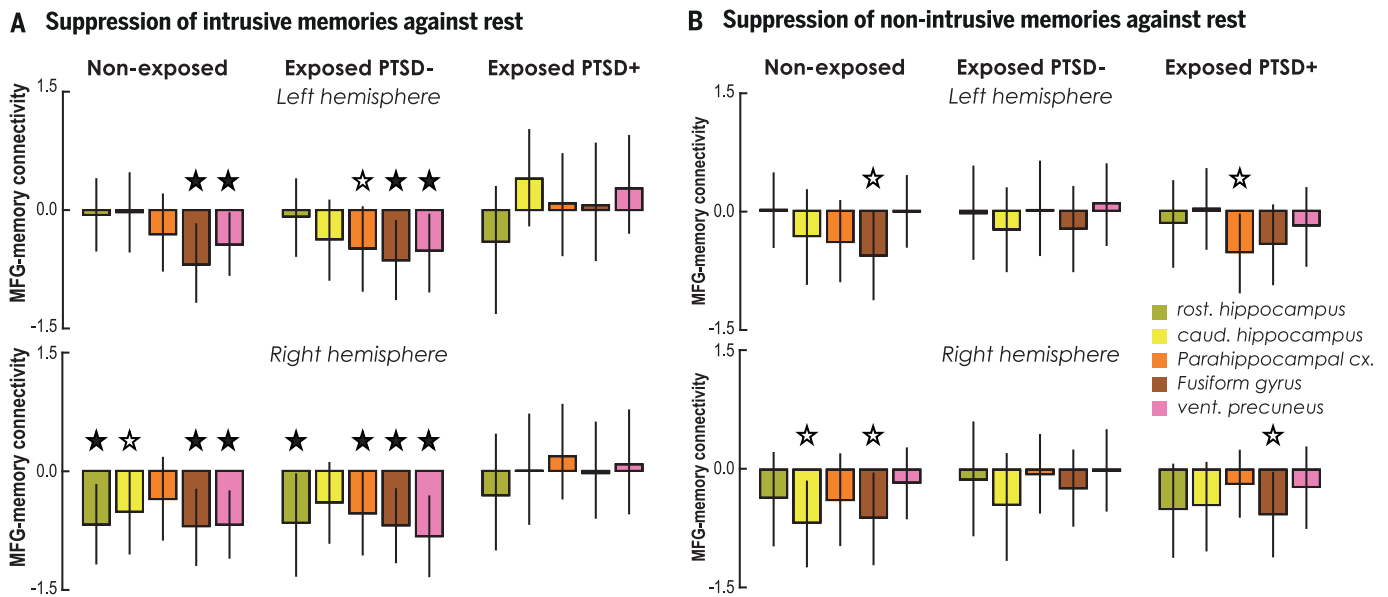 A Suppression of intrusive memories against rest
Non-exposed Exposed PTSD- Exposed PTSD+
Left hemisphere
MFG-memory connectivity
1.5
0.0
-1.5
Right hemisphere
MFG-memory connectivity
1.5
0.0
-1.5
B Suppression of non-intrusive memories against rest
Non-exposed Exposed PTSD- Exposed PTSD+
Left hemisphere
MFG-memory connectivity
1.5
0.0
-1.5
rost. hippocampus
caud. hippocampus
Parahippocampal cx.
Fusiform gyrus
vent. precuneus
Right hemisphere
MFG-memory connectivity
1.5
0.0
-1.5